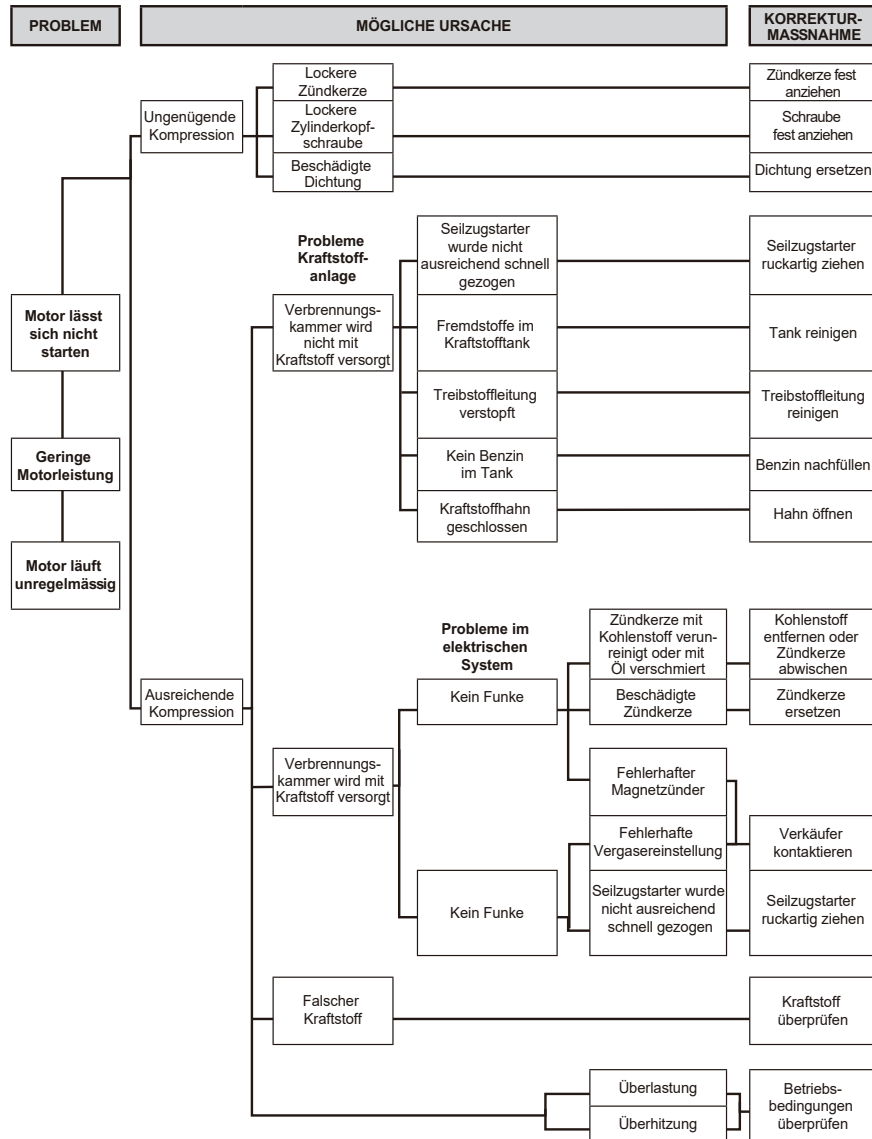 PROBLEM
MÖGLICHE URSACHE
KORREKTUR-
MASSNAHME
Ungenügende
Kompression
Lockere
Zündkerze
Zündkerze fest
anziehen
Lockere
Zylinderkopf-
schraube
Schraube
fest anziehen
Beschädigte
Dichtung
Dichtung ersetzen
Motor lässt
sich nicht
starten
Geringe
Motorleistung
Motor läuft
unregelmässig
Probleme
Kraftstoff-
anlage
Verbrennungs-
kammer wird
nicht mit
Kraftstoff versorgt
Seilzugstarter
wurde nicht
ausreichend schnell
gezogen
Seilzugstarter
ruckartig ziehen
Fremdstoffe im
Kraftstofftank
Tank reinigen
Treibstoffleitung
verstopft
Treibstoffleitung
reinigen
Kein Benzin
im Tank
Benzin nachfüllen
Kraftstoffhahn
geschlossen
Hahn öffnen
Ausreichende
Kompression
Probleme im
elektrischen
System
Verbrennungs-
kammer wird mit
Kraftstoff versorgt
Kein Funke
Zündkerze mit
Kohlenstoff verun-
reinigt oder mit
Öl verschmiert
Kohlenstoff
entfernen oder
Zündkerze
abwischen
Beschädigte
Zündkerze
Zündkerze
ersetzen
Fehlerhafter
Magnetzünder
Kein Funke
Fehlerhafte
Vergasereinstellung
Verkäufer
kontaktieren
Seilzugstarter wurde
nicht ausreichend
schnell gezogen
Seilzugstarter
ruckartig ziehen
Falscher
Kraftstoff
Kraftstoff
überprüfen
Überlastung
Überhitzung
Betriebs-
bedingungen
überprüfen